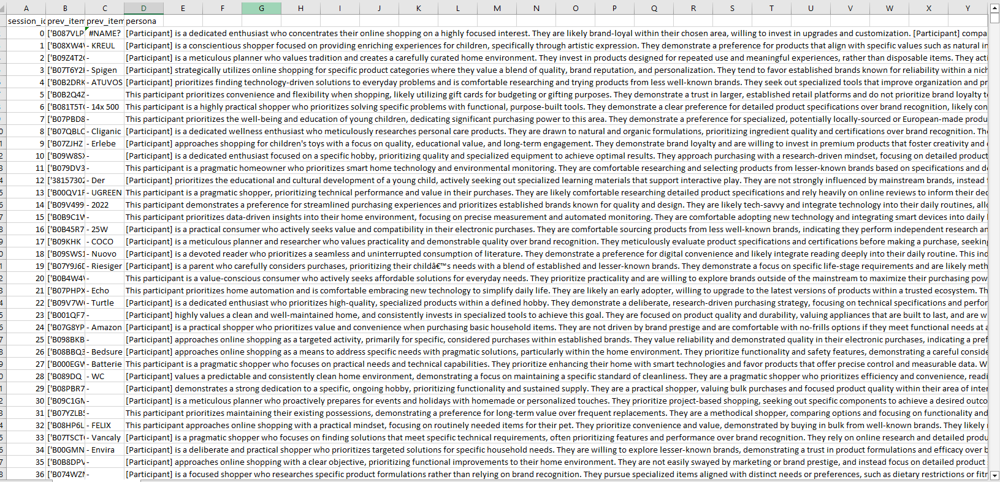 A B C D E F G H I J K L M N O P Q R S T U V W X Y
session_id prev_item prev_item persona
0 ['B087VLP #NAME? [Participant] is a dedicated enthusiast who concentrates their online shopping on a highly focused interest. They are likely brand-loyal within their chosen area, willing to invest in upgrades and customization. [Participant] compa
1 ['B08XW4 - KREUL [Participant] is a conscientious shopper focused on providing enriching experiences for children, specifically through artistic expression. They demonstrate a preference for products that align with specific values such as natural in
2 ['B09Z4T2 - [Participant] is a meticulous planner who values tradition and creates a carefully curated home environment. They invest in products designed for repeated use and meaningful experiences, rather than disposable items. They acti
3 ['B07T6Y2 - Spigen [Participant] strategically utilizes online shopping for specific product categories where they value a blend of quality, brand reputation, and personalization. They tend to favor established brands known for reliability within a nich
4 ['B0B2DRK - ATUVOS [Participant] prioritizes finding technology-driven solutions to everyday problems and is comfortable researching and trying products from less well-known brands. They seek out specialized tools that improve organization and pr
5 ['B0B2Q4Z - This participant prioritizes convenience and flexibility when shopping, likely utilizing gift cards for budgeting or gifting purposes. They demonstrate a trust in larger, established retail platforms and do not prioritize brand loyalty t
6 ['B081T5T - 14x 500 This participant is a highly practical shopper who prioritizes solving specific problems with functional, purpose-built tools. They demonstrate a clear preference for detailed product specifications over brand recognition, likely con
7 ['B07PBD8 - This participant prioritizes the well-being and education of young children, dedicating significant purchasing power to this area. They demonstrate a preference for specialized, potentially locally-sourced or European-made produ
8 ['B07QBLC - Cliganic [Participant] is a dedicated wellness enthusiast who meticulously researches personal care products. They are drawn to natural and organic formulations, prioritizing ingredient quality and certifications over brand recognition. Th
9 ['B07ZJHZ - Erlebe [Participant] approaches shopping for children's toys with a focus on quality, educational value, and long-term engagement. They demonstrate brand loyalty and are willing to invest in premium products that foster creativity and
10 ['B09W8S - [Participant] is a dedicated enthusiast focused on a specific hobby, prioritizing quality and specialized equipment to achieve optimal results. They approach purchasing with a research-driven mindset, focusing on detailed product
11 ['B079DV3 - This participant is a pragmatic homeowner who prioritizes smart home technology and environmental monitoring. They are comfortable researching and selecting products from lesser-known brands based on specifications and d
12 ['38157302 - Der [Participant] prioritizes the educational and cultural development of a young child, actively seeking out specialized learning materials that support interactive play. They are not strongly influenced by mainstream brands, instead
13 ['B00QV1F - UGREEN This participant is a pragmatic shopper, prioritizing technical performance and value in their purchases. They are likely comfortable researching detailed product specifications and rely heavily on online reviews to inform their dec
14 ['B09V499 - 2022 This participant demonstrates a preference for streamlined purchasing experiences and prioritizes established brands known for quality and design. They are likely tech-savvy and integrate technology into their daily routines, allo
15 ['B0B9C1W - This participant prioritizes data-driven insights into their home environment, focusing on precise measurement and automated monitoring. They are comfortable adopting new technology and integrating smart devices into daily
16 ['B0B45R7 - 25W [Participant] is a practical consumer who actively seeks value and compatibility in their electronic purchases. They are comfortable sourcing products from less well-known brands, indicating they perform independent research an
17 ['B09KHK - COCO [Participant] is a meticulous planner and researcher who values practicality and demonstrable quality over brand recognition. They meticulously evaluate product specifications and certifications before making a purchase, seeking
18 ['B09SWS1 - Nuovo [Participant] is a devoted reader who prioritizes a seamless and uninterrupted consumption of literature. They demonstrate a preference for digital convenience and likely integrate reading deeply into their daily routine. This ind
19 ['B07Y9J6D - Riesiger [Participant] is a parent who carefully considers purchases, prioritizing their childâ€™s needs with a blend of established and lesser-known brands. They demonstrate a focus on specific life-stage requirements and are likely meth
20 ['B0B4W4 - This participant is a value-conscious consumer who actively seeks affordable solutions for everyday needs. They prioritize practicality and are willing to explore brands outside of the mainstream to maximize their purchasing pow
21 ['B07PHPX - Echo This participant prioritizes home automation and is comfortable embracing new technology to simplify daily life. They are likely an early adopter, willing to upgrade to the latest versions of products within a trusted ecosystem. Th
22 ['B09V7W - Turtle [Participant] is a dedicated enthusiast who prioritizes high-quality, specialized products within a defined hobby. They demonstrate a deliberate, research-driven purchasing strategy, focusing on technical specifications and perfor
23 ['B001QF7 - [Participant] highly values a clean and well-maintained home, and consistently invests in specialized tools to achieve this goal. They are focused on product quality and durability, valuing appliances that are built to last, and are w
24 ['B07G8YP - Amazon [Participant] is a practical shopper who prioritizes value and convenience when purchasing basic household items. They are not driven by brand prestige and are comfortable with no-frills options if they meet functional needs at a
25 ['B098BKB - [Participant] approaches online shopping as a targeted activity, primarily for specific, considered purchases within established brands. They value reliability and demonstrated quality in their electronic purchases, indicating a pref
26 ['B08BBQ3 - Bedsure [Participant] approaches online shopping as a means to address specific needs with pragmatic solutions, particularly within the home environment. They prioritize functionality and safety features, demonstrating a careful conside
27 ['B000EGV - Batterie This participant is a pragmatic shopper who focuses on practical needs and technical capabilities. They prioritize enhancing their home with smart technologies and favor products that offer precise control and measurable data. W
28 ['B089DQ - WC [Participant] values a predictable and consistently clean home environment, demonstrating a focus on maintaining a specific standard of cleanliness. They are a pragmatic shopper who prioritizes efficiency and convenience, readi
29 ['B08PBR7 - [Participant] demonstrates a strong dedication to a specific, ongoing hobby, prioritizing functionality and sustained supply. They are a practical shopper, valuing bulk purchases and focused product quality within their area of inter
30 ['B09C1GN - [Participant] is a meticulous planner who proactively prepares for events and holidays with homemade or personalized touches. They prioritize project-based shopping, seeking out specific components to achieve a desired outco
31 ['B07YZLB - This participant prioritizes maintaining their existing possessions, demonstrating a preference for long-term value over frequent replacements. They are a methodical shopper, comparing options and focusing on functionality and
32 ['B08HP6L - FELIX This participant approaches online shopping with a practical mindset, focusing on routinely needed items for their pet. They prioritize convenience and value, demonstrated by buying in bulk from well-known brands. They likely
33 ['B07TSCT - Vancaly [Participant] is a pragmatic shopper who focuses on finding solutions that meet specific technical requirements, often prioritizing features and performance over brand recognition. They rely on online research and detailed produ
34 ['B00GMN - Envira [Participant] is a deliberate and practical shopper who prioritizes targeted solutions for specific household needs. They are willing to explore lesser-known brands, demonstrating a trust in product formulations and efficacy over b
35 ['B0B8DPV - [Participant] approaches online shopping with a clear objective, prioritizing functional improvements to their home environment. They are not easily swayed by marketing or brand prestige, and instead focus on detailed product
36 ['B074WZ - [Participant] is a focused shopper who researches specific product formulations rather than relying on brand recognition. They pursue specialized items aligned with distinct needs or preferences, such as dietary restrictions or fitn